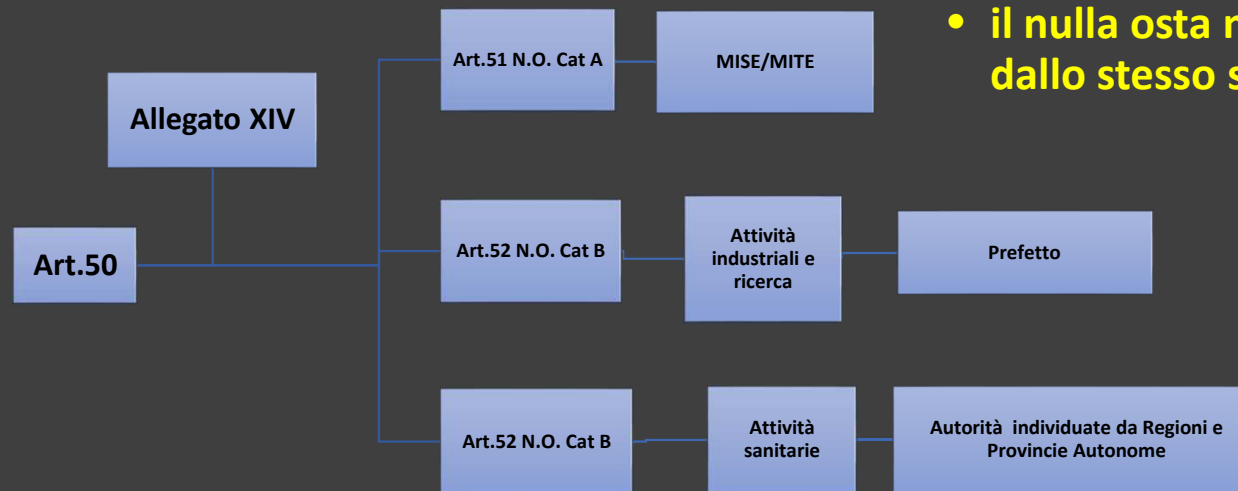 • il nulla osta
dallo stesso
Art.51 N.O. Cat A
MISE/MITE
Allegato XIV
Art.50
Art.52 N.O. Cat B
Attività
industriali e
ricerca
Prefetto
Art.52 N.O. Cat B
Attività
sanitarie
Autorità individuate da Regioni e
Provincie Autonome